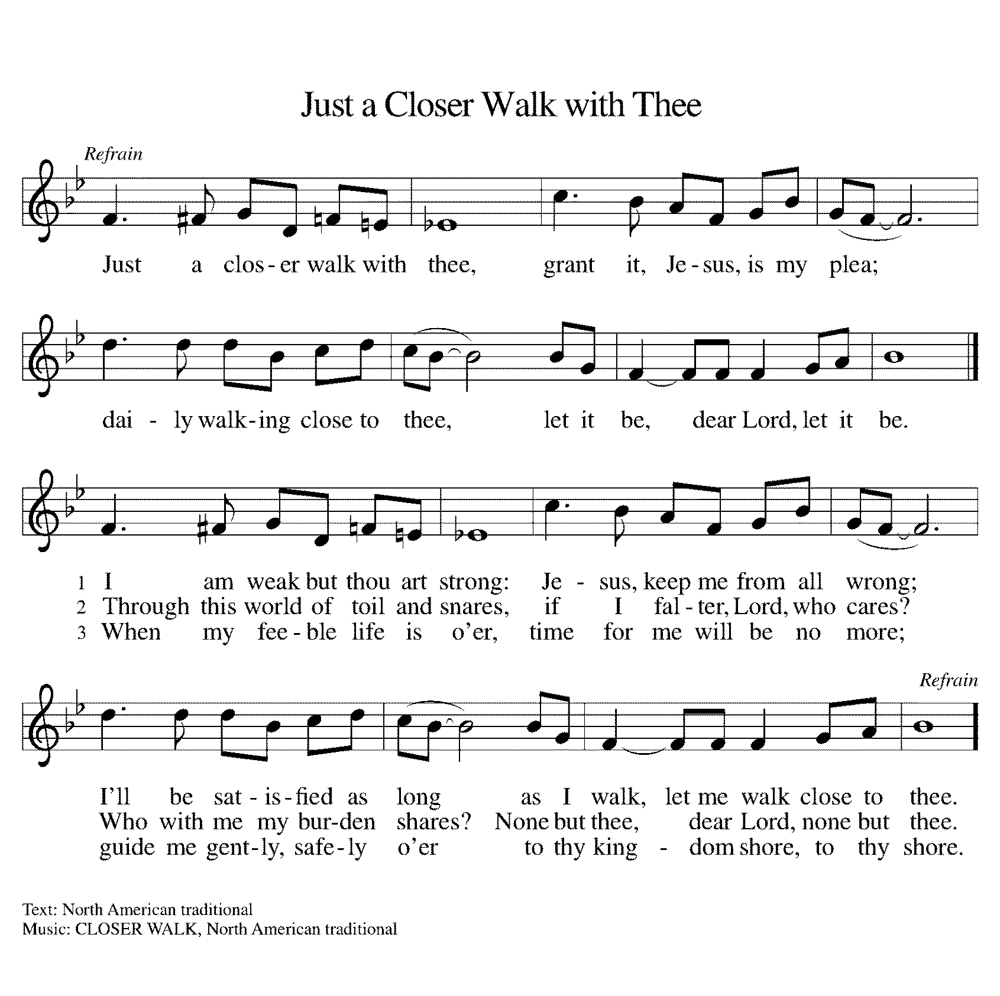 Just a Closer Walk with Thee
Refrain
Just a clos - er walk with thee, grant it, Je - sus, is my plea;
dai - ly walk - ing close to thee, let it be, dear Lord, let it be.
1 I am weak but thou art strong: Je - sus, keep me from all wrong;
2 Through this world of toil and snares, if I fal - ter, Lord, who cares?
3 When my fee - ble life is o'er, time for me will be no more;
Refrain
I'll be sat - is - fied as long as I walk, let me walk close to thee.
Who with me my bur - den shares? None but thee, dear Lord, none but thee.
guide me gent - ly, safe - ly o'er to thy king - dom shore, to thy shore.
Text: North American traditional
Music: CLOSER WALK, North American traditional